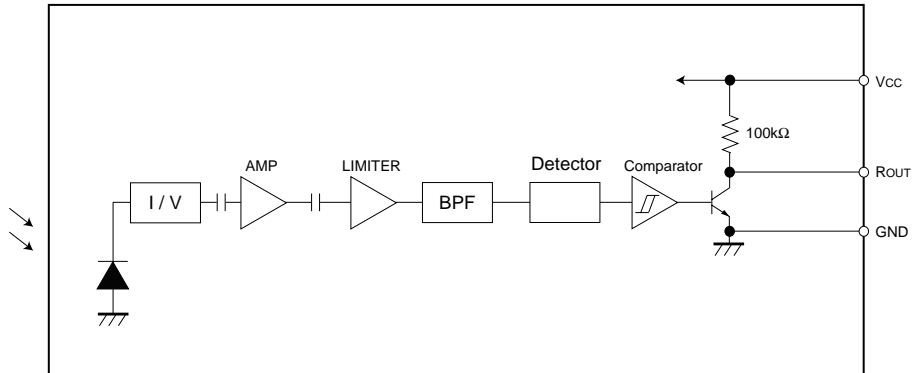 Vcc
100kΩ
AMP
LIMITER
Detector
Comparator
ROUT
I / V
BPF
GND